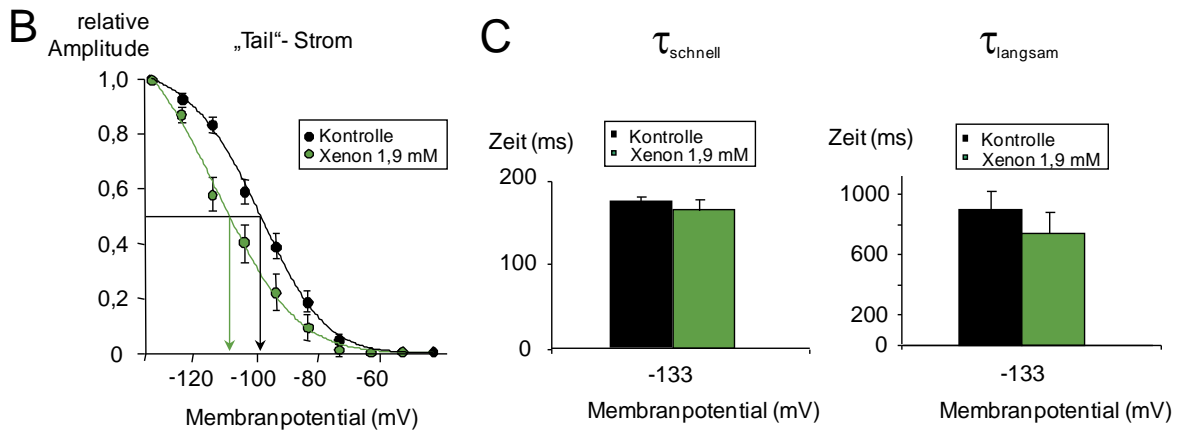 B
relative
Amplitude
„Tail“- Strom
1,0
0,8
0,6
0,4
0,2
0
Kontrolle
Xenon 1,9 mM
-120 -100 -80 -60
Membranpotential (mV)
C
τschnell
Zeit (ms)
Kontrolle
Xenon 1,9 mM
200
100
0
-133
Membranpotential (mV)
τlangsam
Zeit (ms)
Kontrolle
Xenon 1,9 mM
1000
800
600
400
200
0
-133
Membranpotential (mV)